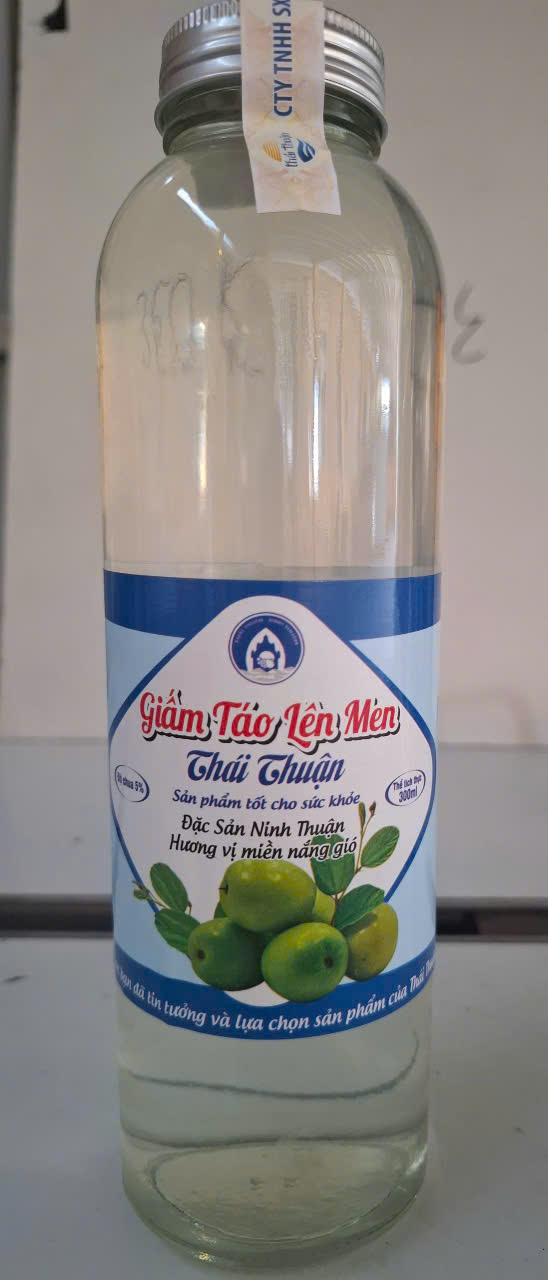 CTY TNHH SX
Thái Thuận
Giấm Táo Lên Men
Thái Thuận
Sản phẩm tốt cho sức khỏe
Độ chua 5%
Thể tích thực
300ml
Đặc Sản Ninh Thuận
Hương vị miền nắng gió
bạn đã tin tưởng và lựa chọn sản phẩm của Thái